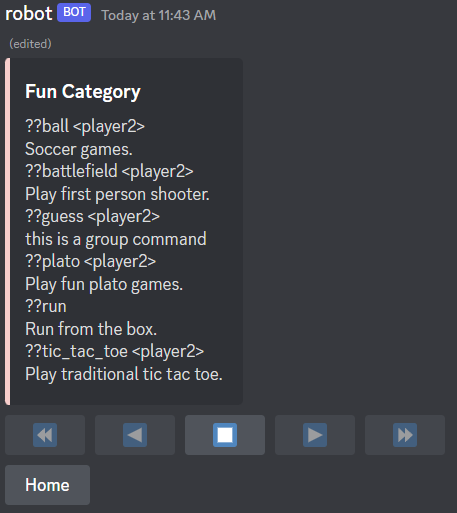 robot BOT Today at 11:43 AM
(edited)
Fun Category
??ball <player2>
Soccer games.
??battlefield <player2>
Play first person shooter.
??guess <player2>
this is a group command
??plato <player2>
Play fun plato games.
??run
Run from the box.
??tic_tac_toe <player2>
Play traditional tic tac toe.
Home